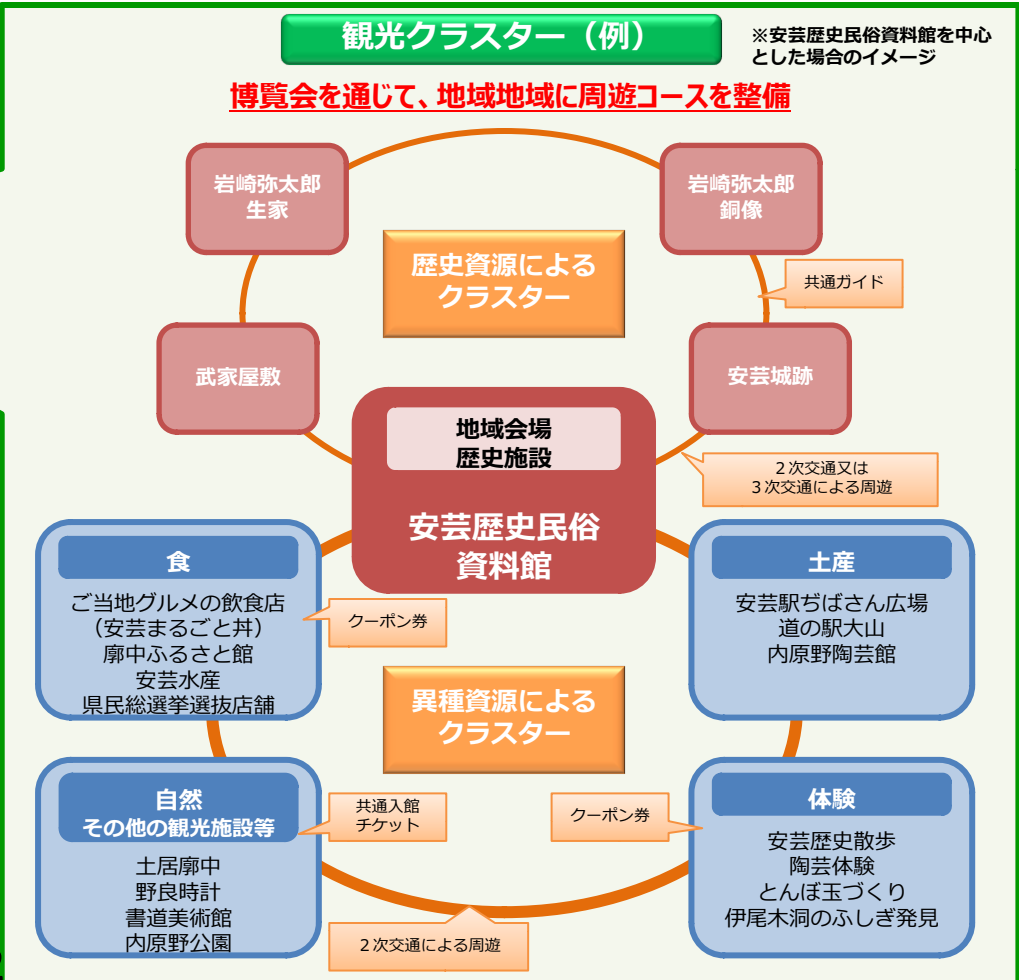 観光クラスター（例）
※安芸歴史民俗資料館を中心
とした場合のイメージ
博覧会を通じて、地域地域に周遊コースを整備
岩崎弥太郎
生家
岩崎弥太郎
銅像
歴史資源による
クラスター
共通ガイド
武家屋敷
安芸城跡
地域会場
歴史施設
安芸歴史民俗
資料館
２次交通又は
３次交通による周遊
食
ご当地グルメの飲食店
（安芸まるごと丼）
廓中ふるさと館
安芸水産
県民総選挙選抜店舗
クーポン券
土産
安芸駅ぢばさん広場
道の駅大山
内原野陶芸館
異種資源による
クラスター
自然
その他の観光施設等
土居廓中
野良時計
書道美術館
内原野公園
共通入館
チケット
クーポン券
体験
安芸歴史散歩
陶芸体験
とんぼ玉づくり
伊尾木洞のふしぎ発見
２次交通による周遊